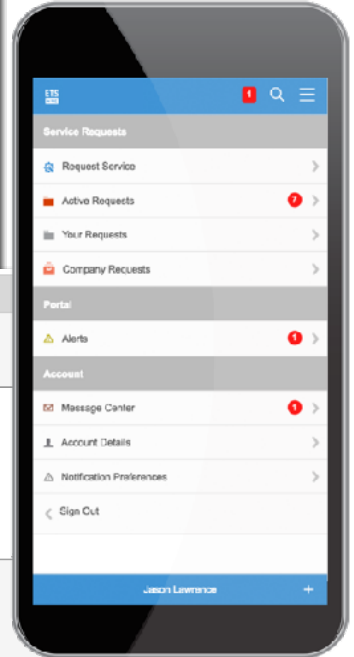 ETS
1
Service Requests
Request Service
Active Requests 7
Your Requests
Company Requests
Portal
Alerts 1
Account
Message Center 1
Account Details
Notification Preferences
Sign Out
Jason Lawrence +